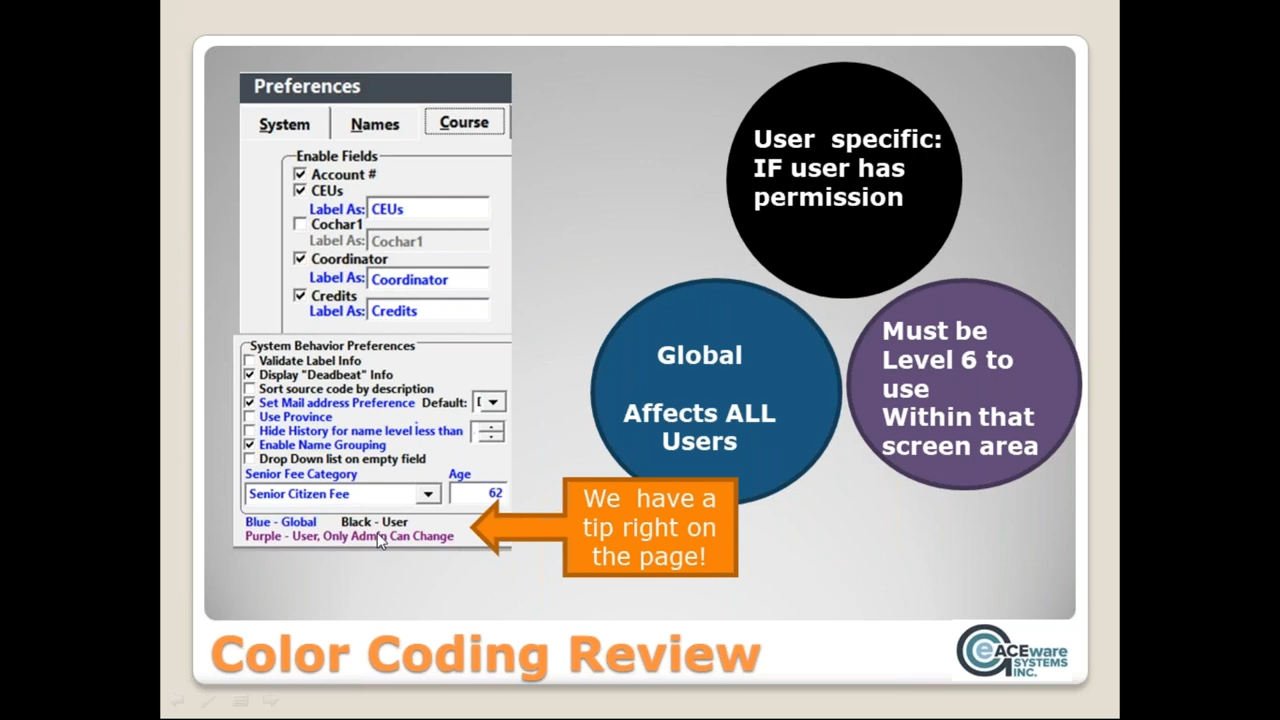 Preferences
System Names Course
Enable Fields
Account #
CEUs
Label As: CEUs
Cochar1
Label As: Cochar1
Coordinator
Label As: Coordinator
Credits
Label As: Credits
System Behavior Preferences
Validate Label Info
Display "Deadbeat" Info
Sort source code by description
Set Mail address Preference Default:
Use Province
Hide History for name level less than
Enable Name Grouping
Drop Down list on empty field
Senior Fee Category Age
Senior Citizen Fee 62
Blue - Global Black - User
Purple - User, Only Admin Can Change
User specific:
IF user has
permission
Global
Affects ALL
Users
Must be
Level 6 to
use
Within that
screen area
We have a
tip right on
the page!
Color Coding Review
ACEware
SYSTEMS
INC.